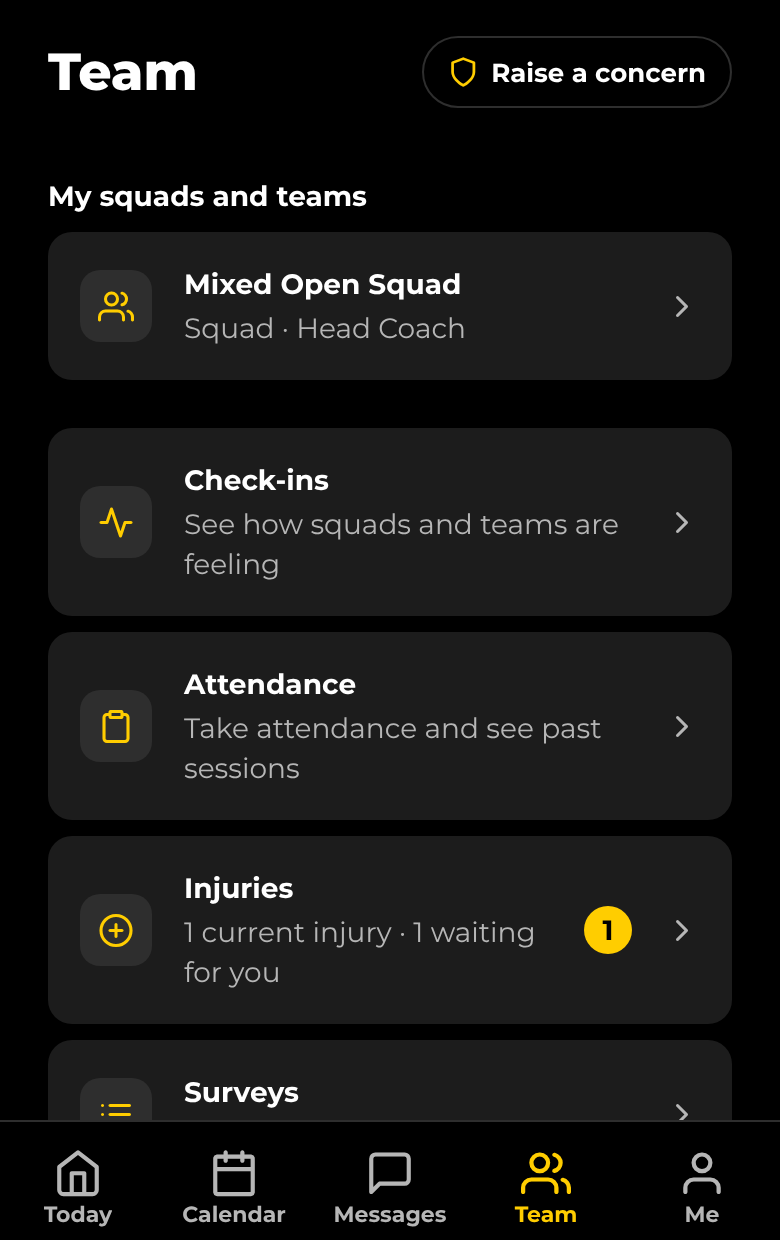 Team
Raise a concern
My squads and teams
Mixed Open Squad
Squad · Head Coach
Check-ins
See how squads and teams are
feeling
Attendance
Take attendance and see past
sessions
Injuries
1 current injury · 1 waiting
for you
1
Surveys
Today
Calendar
Messages
Team
Me